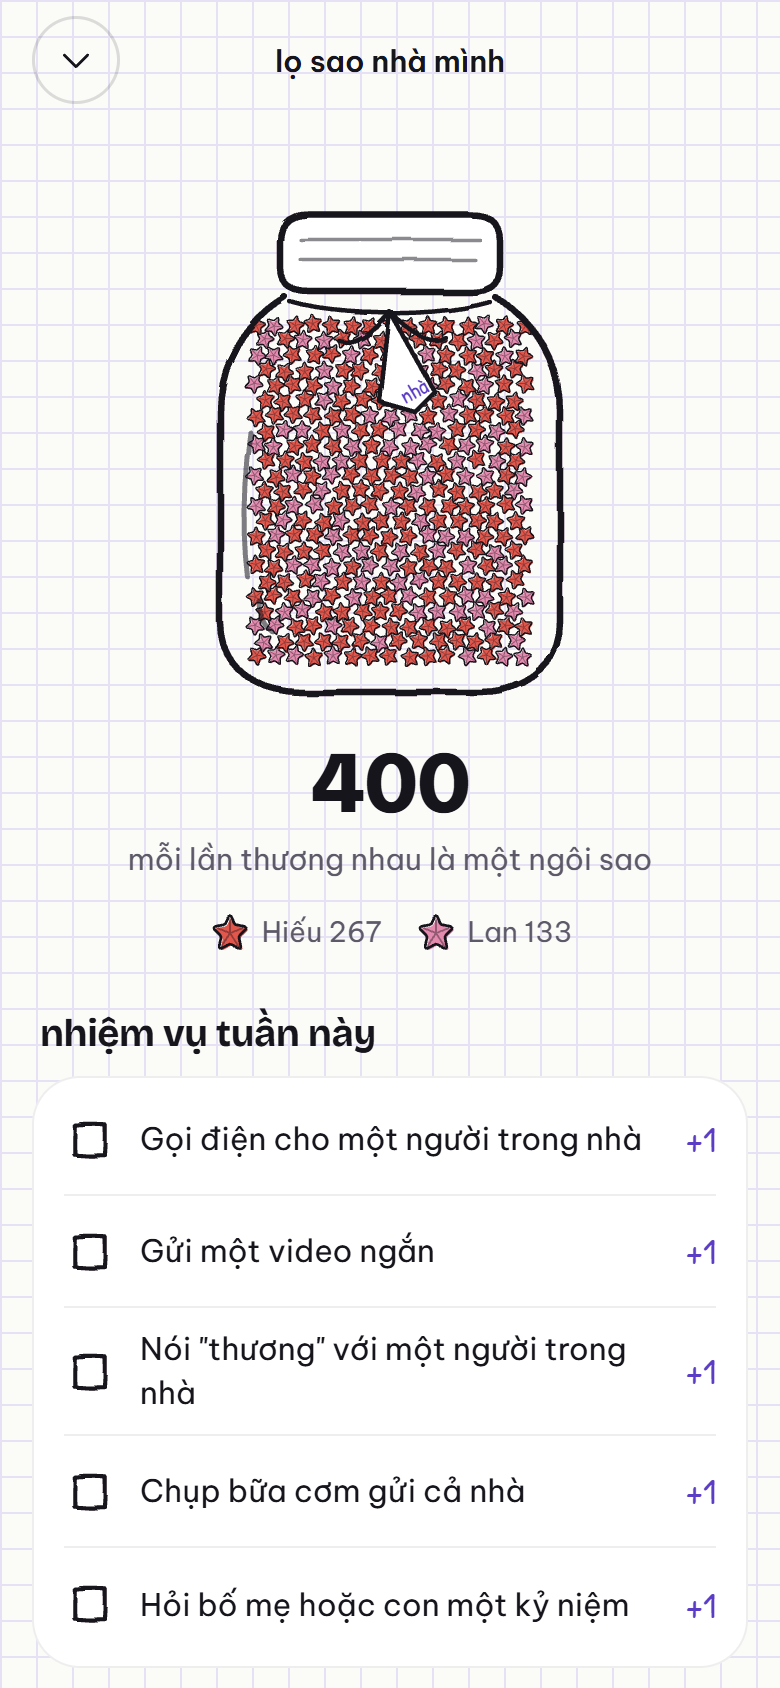 lọ sao nhà mình
nhà
400
mỗi lần thương nhau là một ngôi sao
Hiếu 267 Lan 133
nhiệm vụ tuần này
Gọi điện cho một người trong nhà +1
Gửi một video ngắn +1
Nói "thương" với một người trong
nhà +1
Chụp bữa cơm gửi cả nhà +1
Hỏi bố mẹ hoặc con một kỷ niệm +1